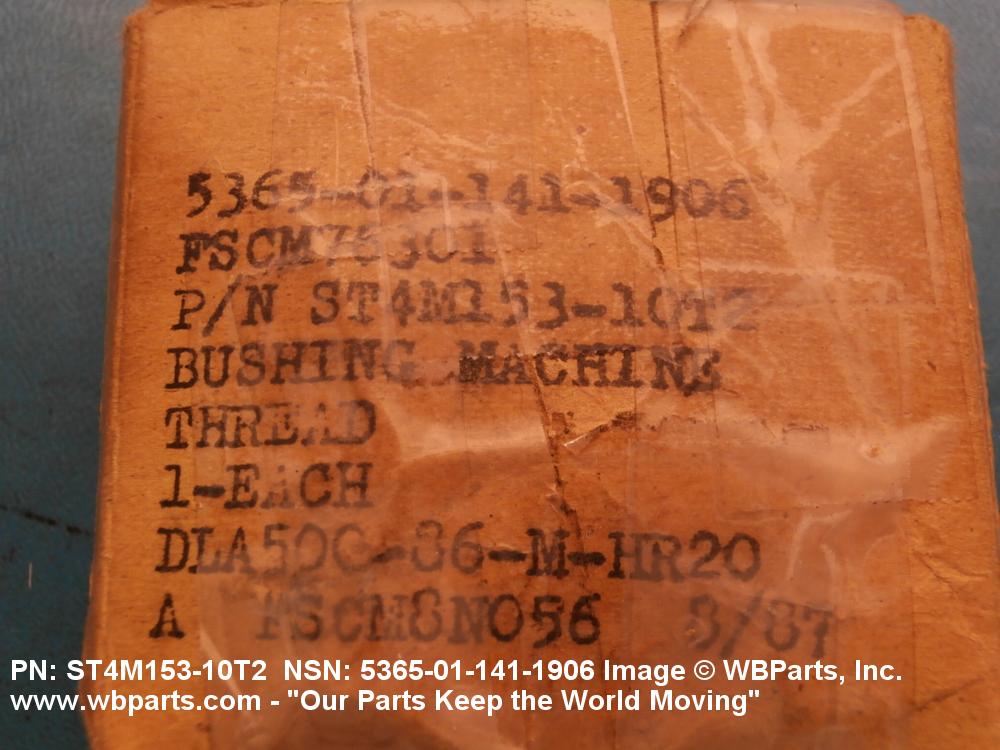 5365-01-141-1906
FSCM76301
P/N ST4M153-10T2
BUSHING MACHINE
THREAD
1-EACH
DLA500-86-M-HR20
A FSCM8N056 8/87
PN: ST4M153-10T2 NSN: 5365-01-141-1906 Image © WBParts, Inc.
www.wbparts.com - "Our Parts Keep the World Moving"